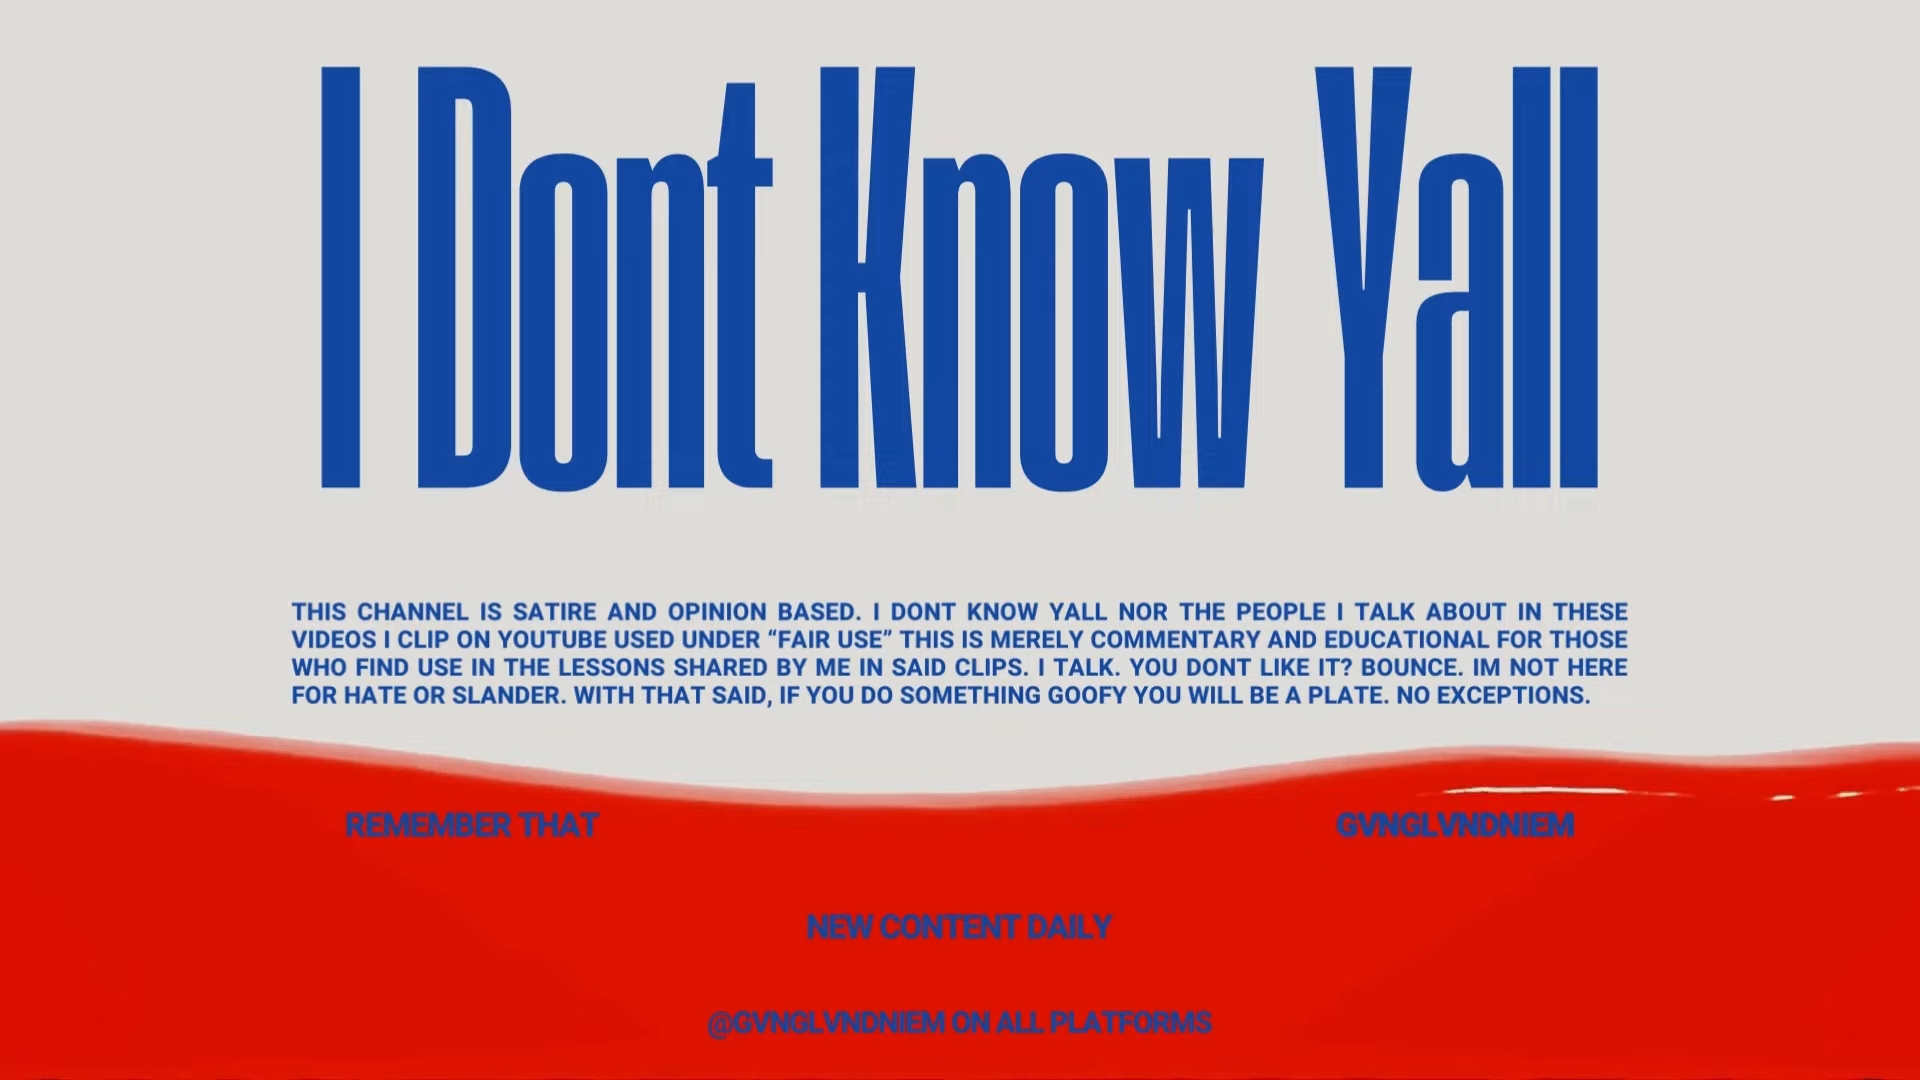 I Dont Know Yall
THIS CHANNEL IS SATIRE AND OPINION BASED. I DONT KNOW YALL NOR THE PEOPLE I TALK ABOUT IN THESE
VIDEOS I CLIP ON YOUTUBE USED UNDER “FAIR USE” THIS IS MERELY COMMENTARY AND EDUCATIONAL FOR THOSE
WHO FIND USE IN THE LESSONS SHARED BY ME IN SAID CLIPS. I TALK. YOU DONT LIKE IT? BOUNCE. IM NOT HERE
FOR HATE OR SLANDER. WITH THAT SAID, IF YOU DO SOMETHING GOOFY YOU WILL BE A PLATE. NO EXCEPTIONS.
REMEMBER THAT
GVNGLVNDNIEM
NEW CONTENT DAILY
@GVNGLVNDNIEM ON ALL PLATFORMS